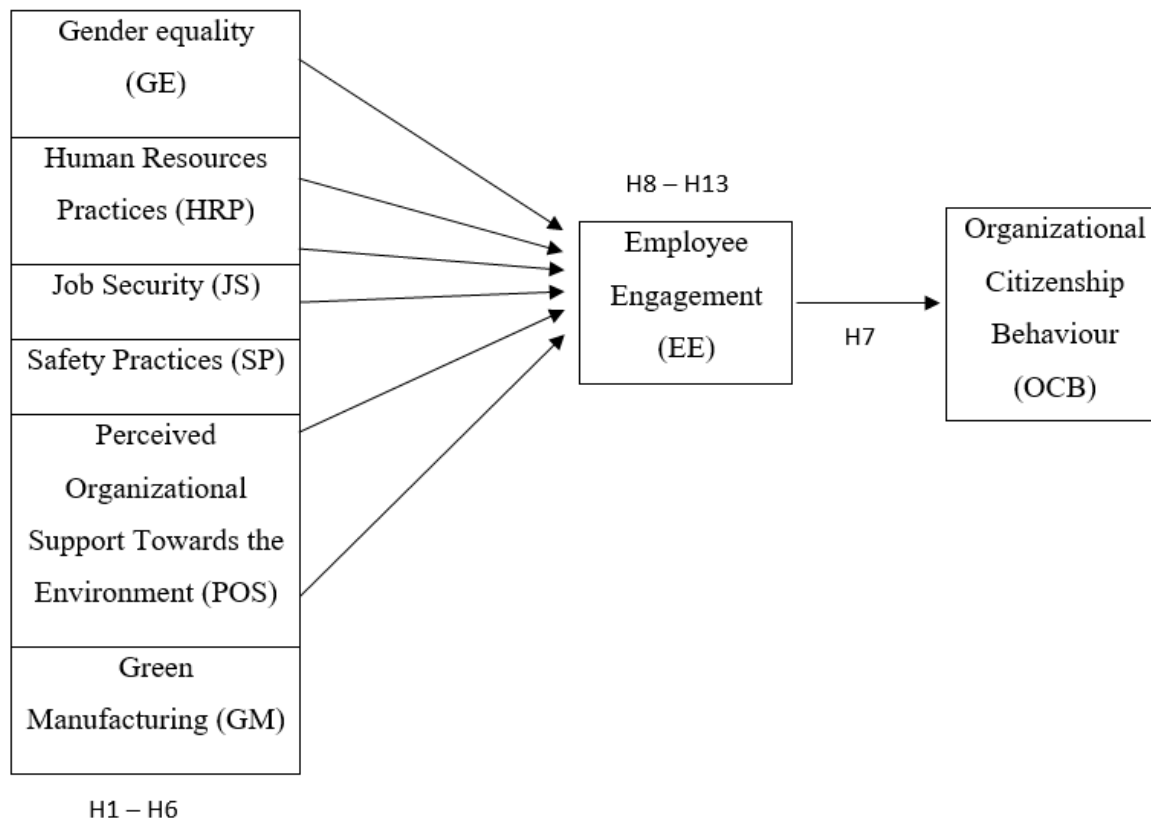 Gender equality
(GE)
Human Resources
Practices (HRP)
Job Security (JS)
Safety Practices (SP)
Perceived
Organizational
Support Towards the
Environment (POS)
Green
Manufacturing (GM)
H1 – H6
H8 – H13
Employee
Engagement
(EE)
H7
Organizational
Citizenship
Behaviour
(OCB)